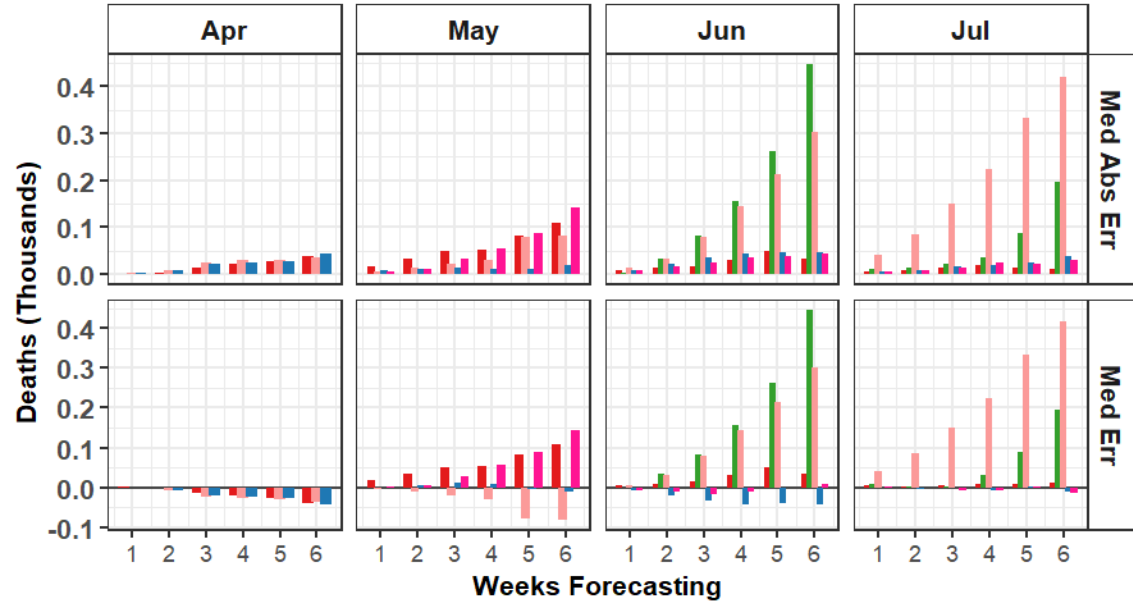 Apr May Jun Jul
Deaths (Thousands)
0.4
0.3
0.2
0.1
0.0
Med Abs Err
0.4
0.3
0.2
0.1
0.0
-0.1
Med Err
1 2 3 4 5 6 1 2 3 4 5 6 1 2 3 4 5 6 1 2 3 4 5 6
Weeks Forecasting